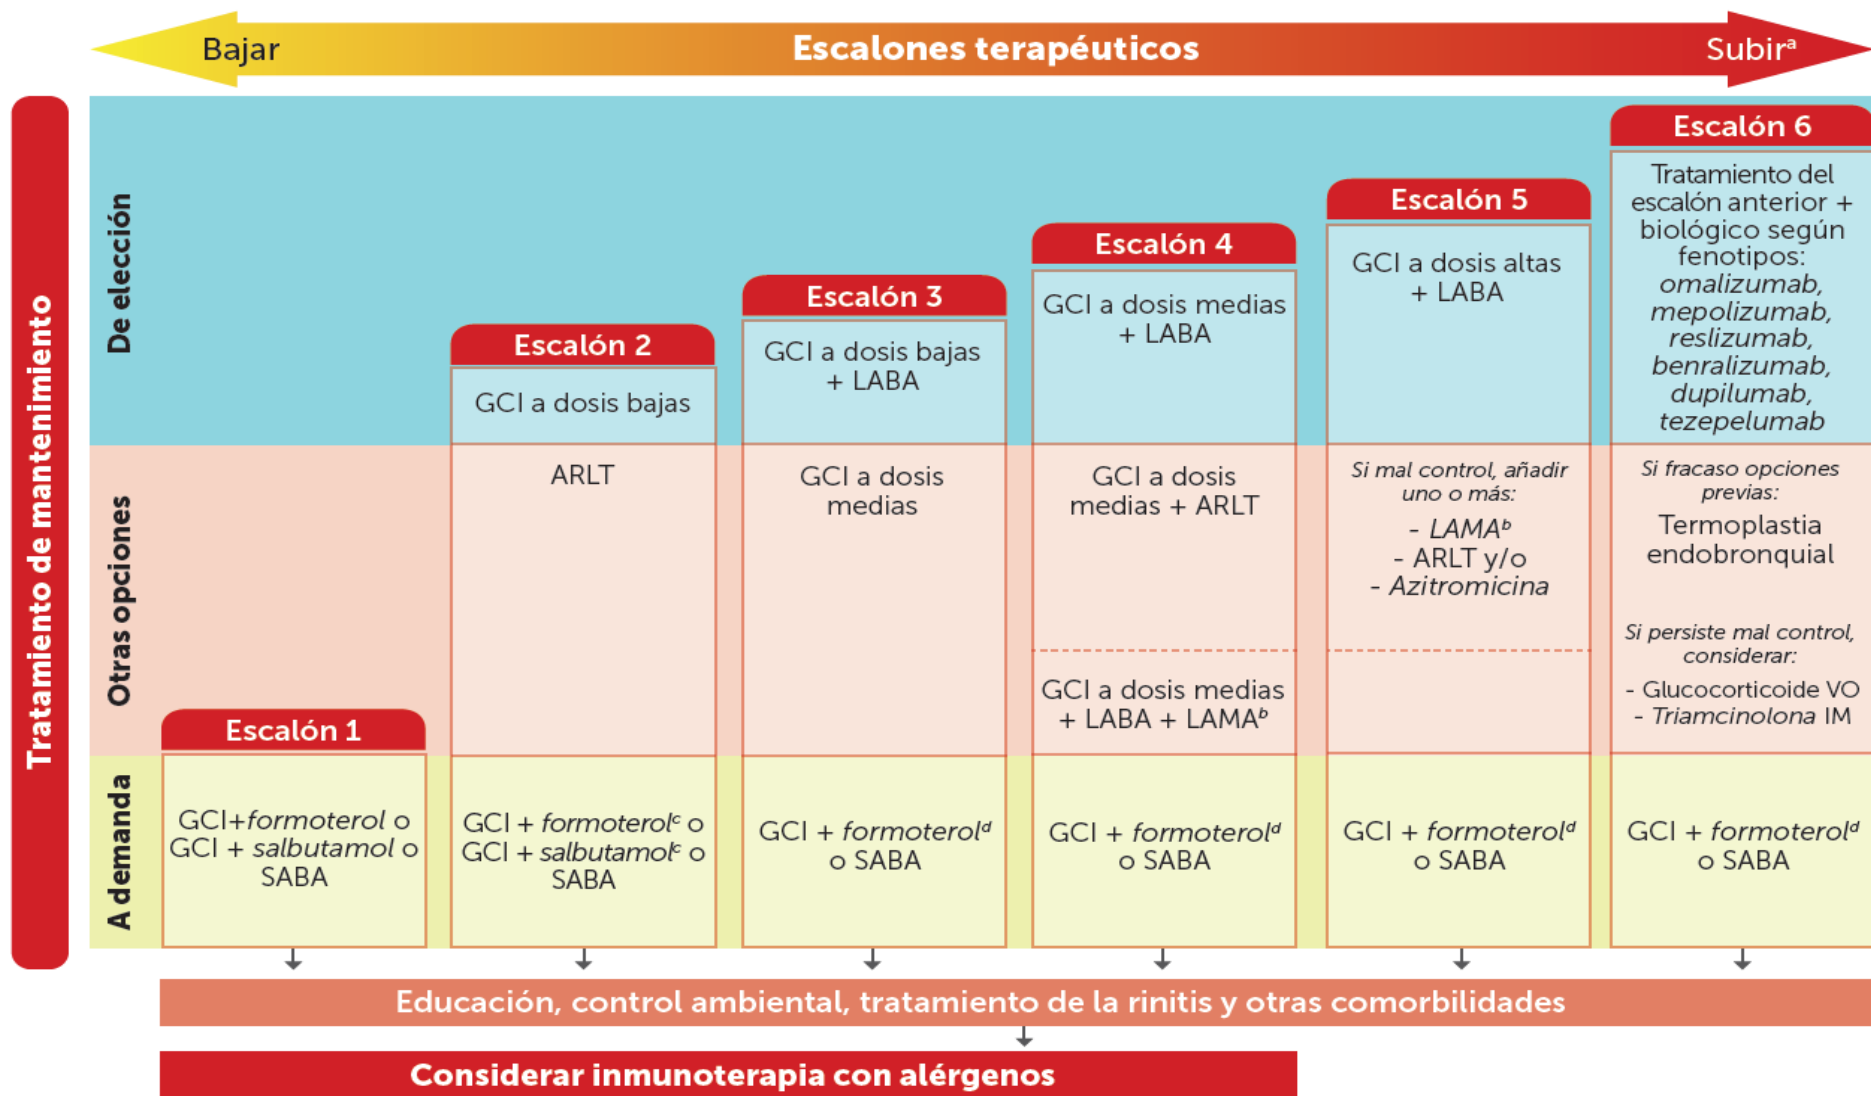 Bajar
Escalones terapéuticos
Subirᵃ
Tratamiento de mantenimiento
De elección
Otras opciones
A demanda
Escalón 1
GCI+formoterol o
GCI + salbutamol o
SABA
Escalón 2
GCI a dosis bajas
ARLT
GCI + formoterolᶜ o
GCI + salbutamolᶜ o
SABA
Escalón 3
GCI a dosis bajas
+ LABA
GCI a dosis
medias
GCI + formoterolᵈ
o SABA
Escalón 4
GCI a dosis medias
+ LABA
GCI a dosis
medias + ARLT
GCI a dosis medias
+ LABA + LAMAᵇ
GCI + formoterolᵈ
o SABA
Escalón 5
GCI a dosis altas
+ LABA
Si mal control, añadir
uno o más:
- LAMAᵇ
- ARLT y/o
- Azitromicina
GCI + formoterolᵈ
o SABA
Escalón 6
Tratamiento del
escalón anterior +
biológico según
fenotipos:
omalizumab,
mepolizumab,
reslizumab,
benralizumab,
dupilumab,
tezepelumab
Si fracaso opciones
previas:
Termoplastia
endobronquial
Si persiste mal control,
considerar:
- Glucocorticoide VO
- Triamcinolona IM
GCI + formoterolᵈ
o SABA
Educación, control ambiental, tratamiento de la rinitis y otras comorbilidades
Considerar inmunoterapia con alérgenos